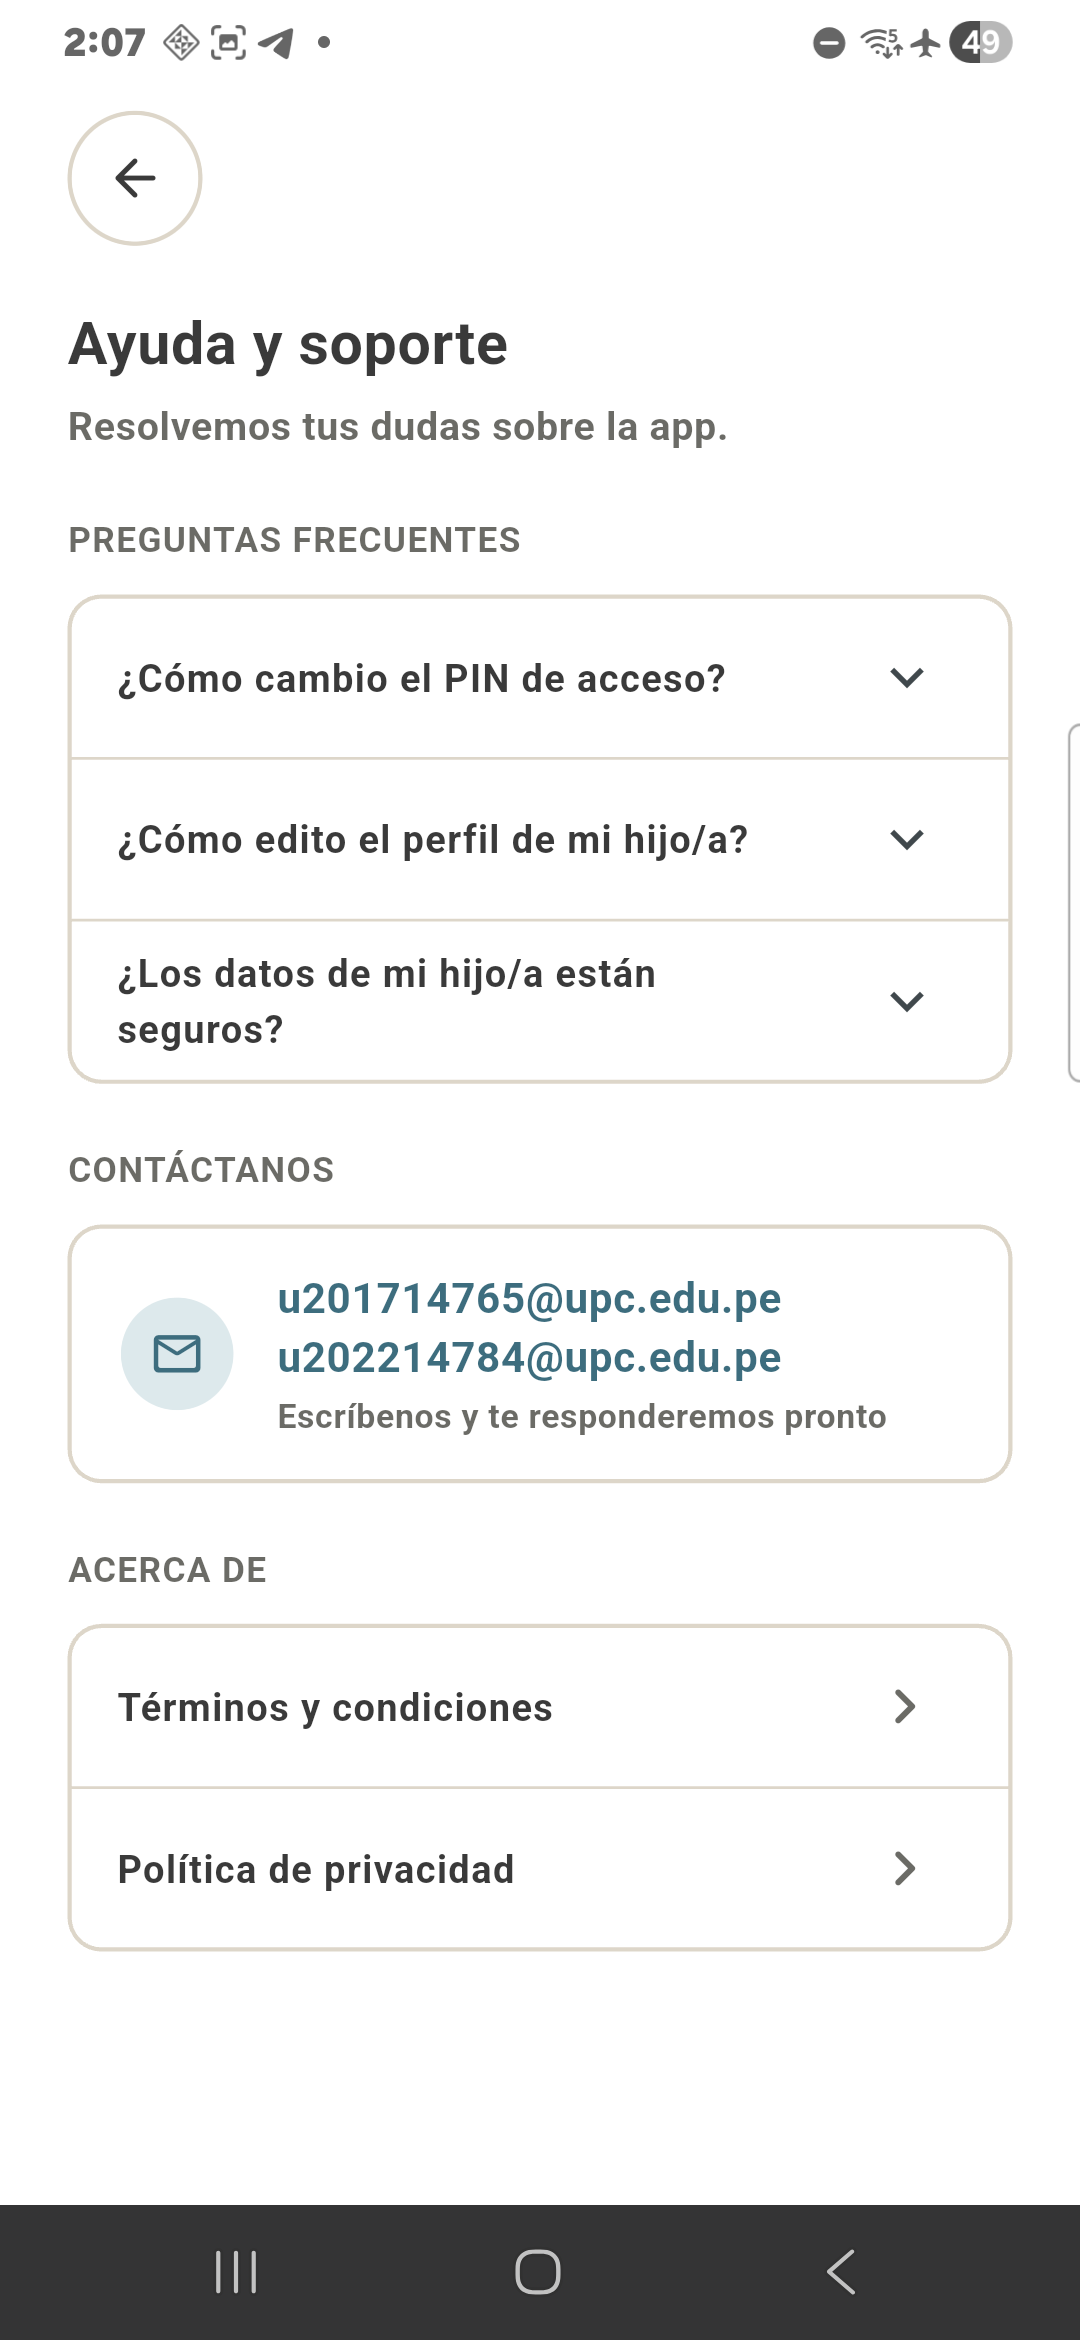 2:07
5
49
Ayuda y soporte
Resolvemos tus dudas sobre la app.
PREGUNTAS FRECUENTES
¿Cómo cambio el PIN de acceso?
¿Cómo edito el perfil de mi hijo/a?
¿Los datos de mi hijo/a están
seguros?
CONTÁCTANOS
u201714765@upc.edu.pe
u202214784@upc.edu.pe
Escríbenos y te responderemos pronto
ACERCA DE
Términos y condiciones
Política de privacidad